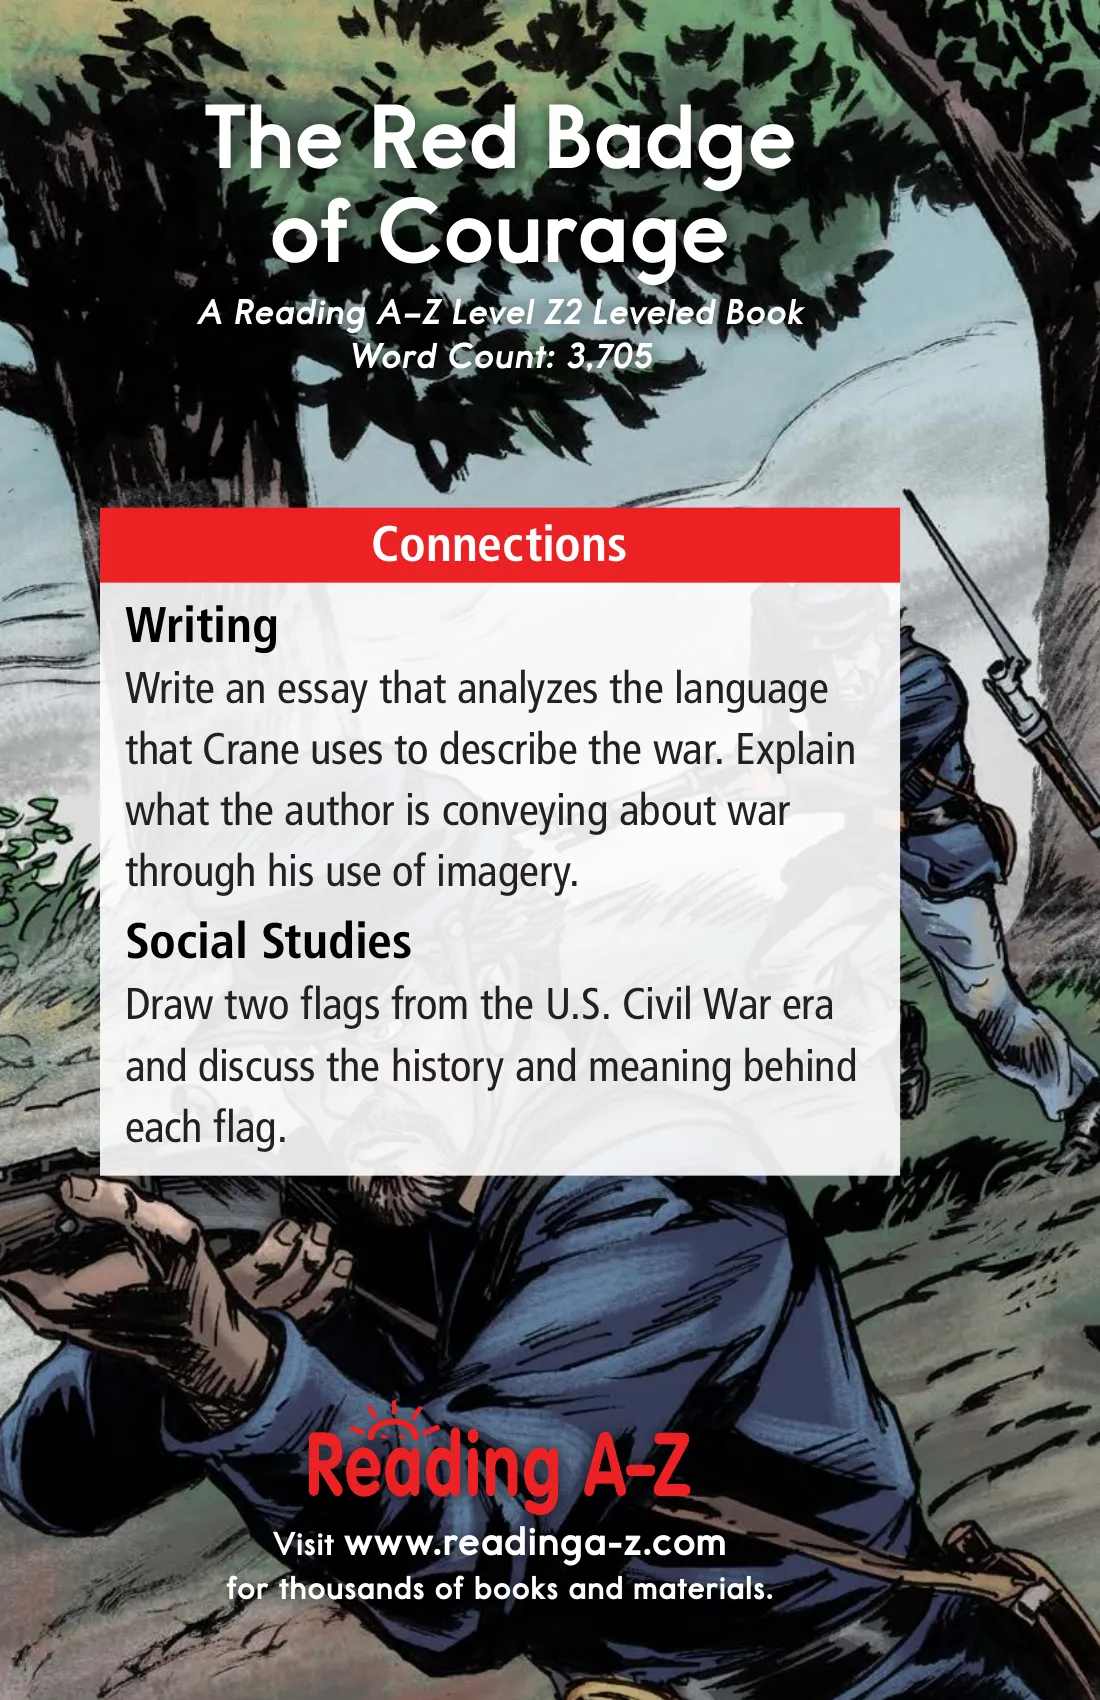 The Red Badge
of Courage
A Reading A–Z Level Z2 Leveled Book
Word Count: 3,705
Connections
Writing
Write an essay that analyzes the language
that Crane uses to describe the war. Explain
what the author is conveying about war
through his use of imagery.
Social Studies
Draw two flags from the U.S. Civil War era
and discuss the history and meaning behind
each flag.
Reading A–Z
Visit www.readinga-z.com
for thousands of books and materials.